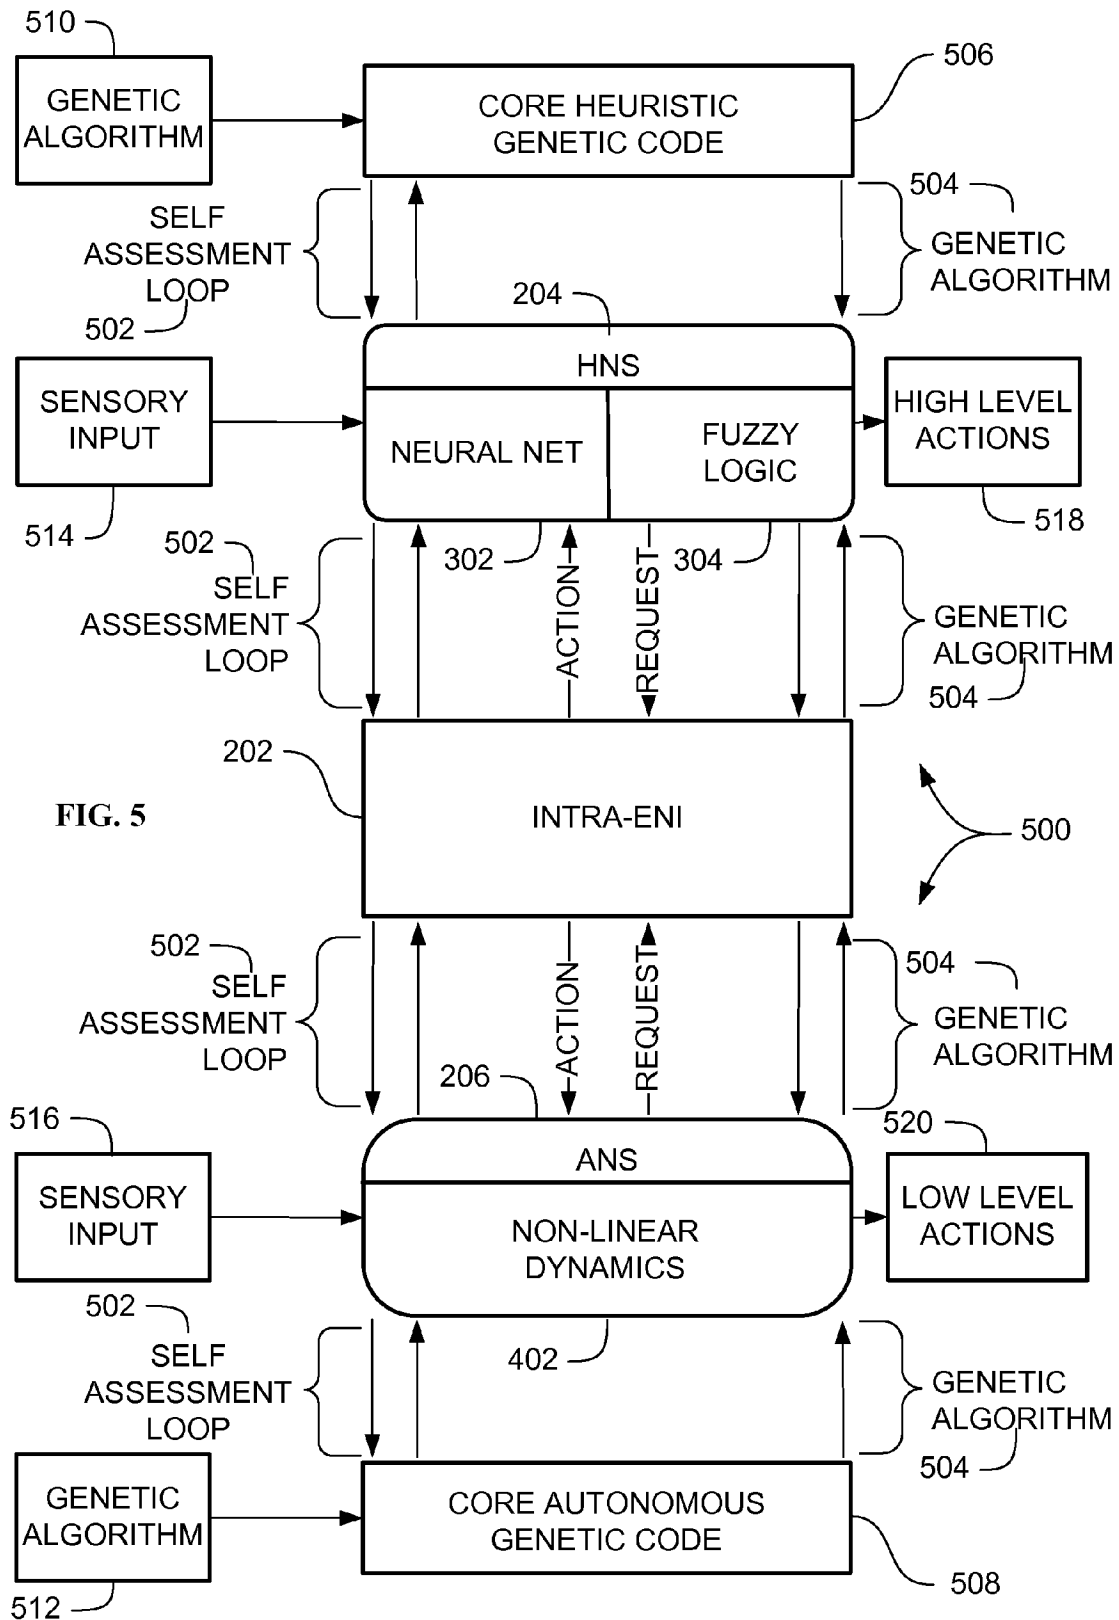 510
GENETIC
ALGORITHM
CORE HEURISTIC
GENETIC CODE
506
SELF
ASSESSMENT
LOOP
502
504
GENETIC
ALGORITHM
204
HNS
SENSORY
INPUT
514
NEURAL NET
FUZZY
LOGIC
HIGH LEVEL
ACTIONS
518
302
304
502
SELF
ASSESSMENT
LOOP
ACTION
REQUEST
GENETIC
ALGORITHM
504
202
INTRA-ENI
FIG. 5
500
502
SELF
ASSESSMENT
LOOP
ACTION
REQUEST
504
GENETIC
ALGORITHM
206
516
SENSORY
INPUT
ANS
NON-LINEAR
DYNAMICS
520
LOW LEVEL
ACTIONS
402
502
SELF
ASSESSMENT
LOOP
GENETIC
ALGORITHM
504
GENETIC
ALGORITHM
512
CORE AUTONOMOUS
GENETIC CODE
508